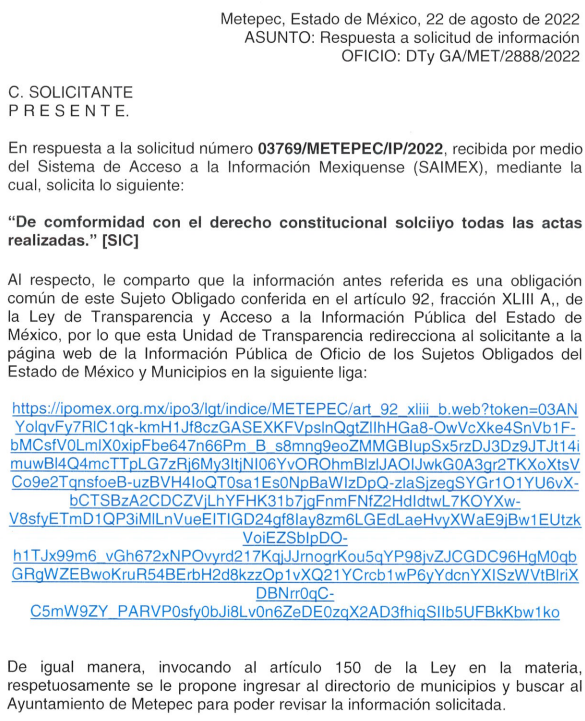 Metepec, Estado de México, 22 de agosto de 2022
ASUNTO: Respuesta a solicitud de información
OFICIO: DTy GA/MET/2888/2022
C. SOLICITANTE
P R E S E N T E.
En respuesta a la solicitud número 03769/METEPEC/IP/2022, recibida por medio
del Sistema de Acceso a la Información Mexiquense (SAIMEX), mediante la
cual, solicita lo siguiente:
“De comformidad con el derecho constitucional solciiyo todas las actas
realizadas.” [SIC]
Al respecto, le comparto que la información antes referida es una obligación
común de este Sujeto Obligado conferida en el artículo 92, fracción XLIII A,, de
la Ley de Transparencia y Acceso a la Información Pública del Estado de
México, por lo que esta Unidad de Transparencia redirecciona al solicitante a la
página web de la Información Pública de Oficio de los Sujetos Obligados del
Estado de México y Municipios en la siguiente liga:
https://ipomex.org.mx/ipo3/lgt/indice/METEPEC/art_92_xliii_b.web?token=03AN
YolqvFy7RlC1qk-kmH1Jf8czGASEXKFVpsInQgtZIlhHGa8-OwVcXke4SnVb1F-
bMCsfV0LmIX0xipFbe647n66Pm_B_s8mng9eoZMMGBIupSx5rzDJ3Dz9JTJt14i
muwBl4Q4mcTTpLG7zRj6My3ItjNI06YvOROhmBlzlJAOIJwkG0A3gr2TKXoXtsV
Co9e2TqnsfoeB-uzBVH4IoQT0sa1Es0NpBaWIzDpQ-zlaSjzegSYGr1O1YU6vX-
bCTSBzA2CDCZVjLhYFHK31b7jgFnmFNfZ2HdIdtwL7KOYXw-
V8sfyETmD1QP3iMILnVueEITIGD24gf8Iay8zm6LGEdLaeHvyXWaE9jBw1EUtzk
VoiEZSbIpDO-
h1TJx99m6_vGh672xNPOvyrd217KqjJJrnogrKou5qYP98jvZJCGDC96HgM0qb
GRgWZEBwoKruR54BErbH2d8kzzOp1vXQ21YCrcb1wP6yYdcnYXISzWVtBlriX
DBNrr0qC-
C5mW9ZY_PARVP0sfy0bJi8Lv0n6ZeDE0zqX2AD3fhiqSIIb5UFBkKbw1ko
De igual manera, invocando al artículo 150 de la Ley en la materia,
respetuosamente se le propone ingresar al directorio de municipios y buscar al
Ayuntamiento de Metepec para poder revisar la información solicitada.